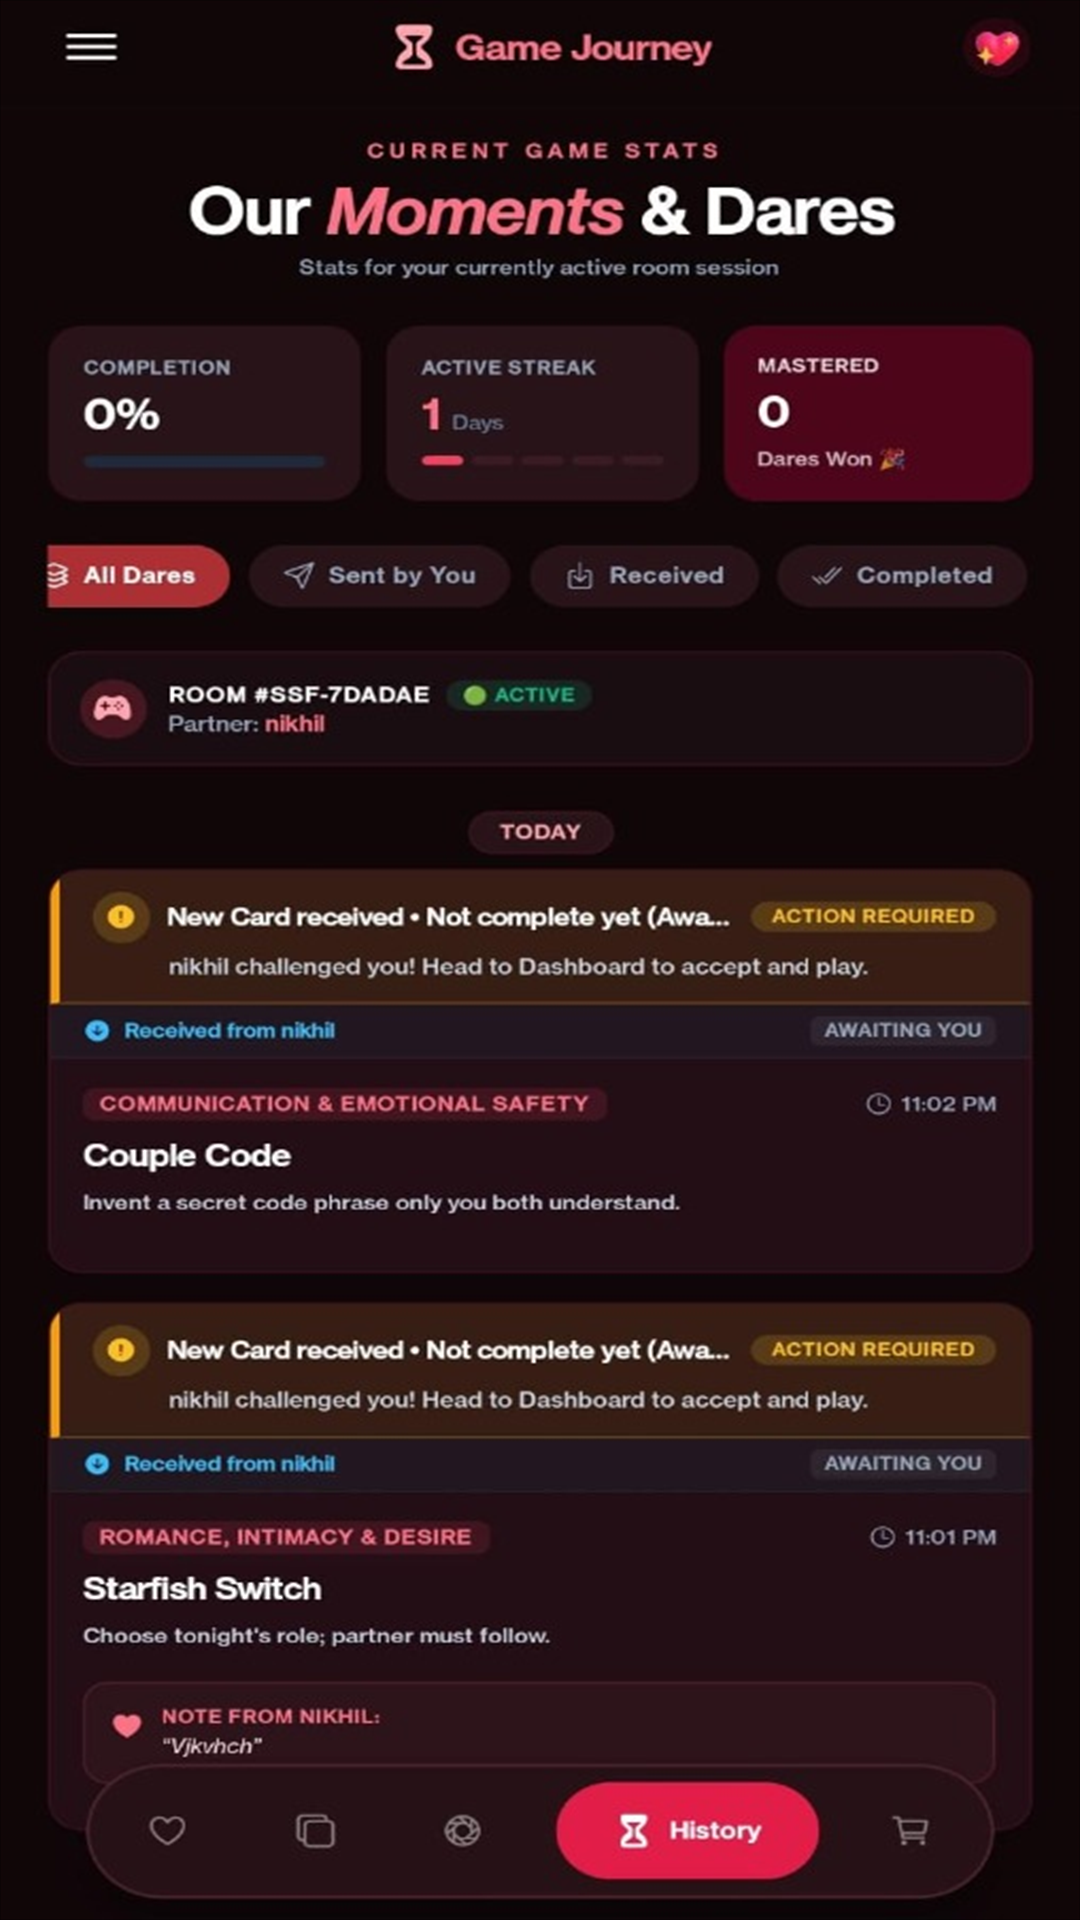 Game Journey
CURRENT GAME STATS
Our Moments & Dares
Stats for your currently active room session
COMPLETION
0%
ACTIVE STREAK
1 Days
MASTERED
0
Dares Won 🎉
All Dares
Sent by You
Received
Completed
ROOM #SSF-7DADAE
ACTIVE
Partner: nikhil
TODAY
New Card received • Not complete yet (Awa...
ACTION REQUIRED
nikhil challenged you! Head to Dashboard to accept and play.
Received from nikhil
AWAITING YOU
COMMUNICATION & EMOTIONAL SAFETY
11:02 PM
Couple Code
Invent a secret code phrase only you both understand.
New Card received • Not complete yet (Awa...
ACTION REQUIRED
nikhil challenged you! Head to Dashboard to accept and play.
Received from nikhil
AWAITING YOU
ROMANCE, INTIMACY & DESIRE
11:01 PM
Starfish Switch
Choose tonight's role; partner must follow.
NOTE FROM NIKHIL:
“Vjkvhch”
History